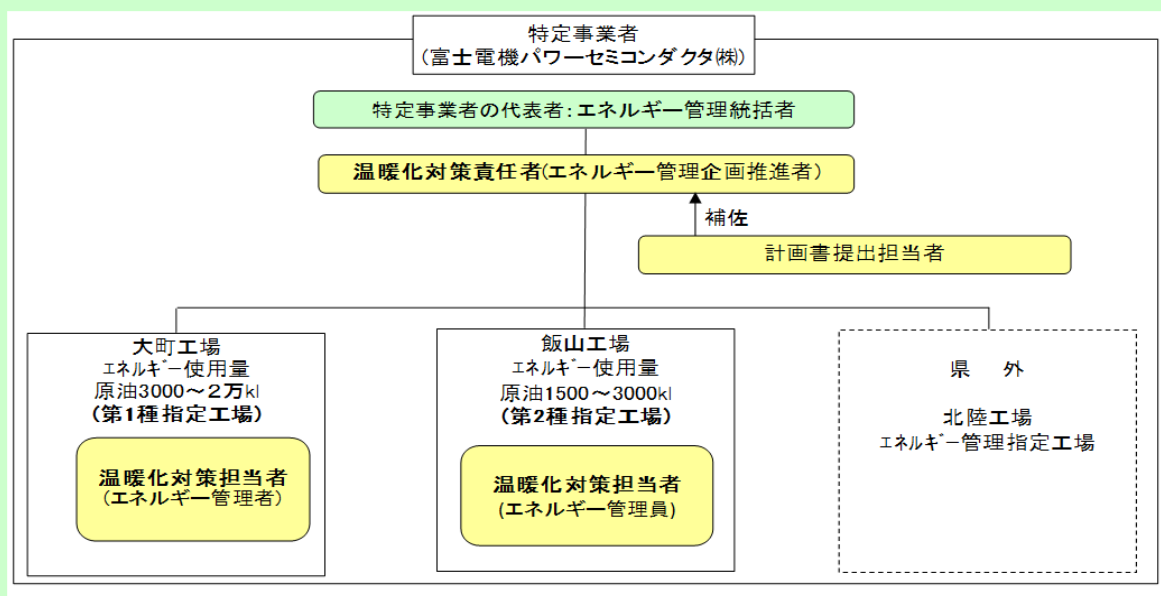 特定事業者
(富士電機パワーセミコンダクタ㈱)
特定事業者の代表者：エネルギー管理統括者
温暖化対策責任者(エネルギー管理企画推進者)
補佐
計画書提出担当者
大町工場
エネルギー使用量
原油3000～2万kl
(第1種指定工場)
温暖化対策担当者
(エネルギー管理者)
飯山工場
エネルギー使用量
原油1500～3000kl
(第2種指定工場)
温暖化対策担当者
(エネルギー管理員)
県　外
北陸工場
エネルギー管理指定工場